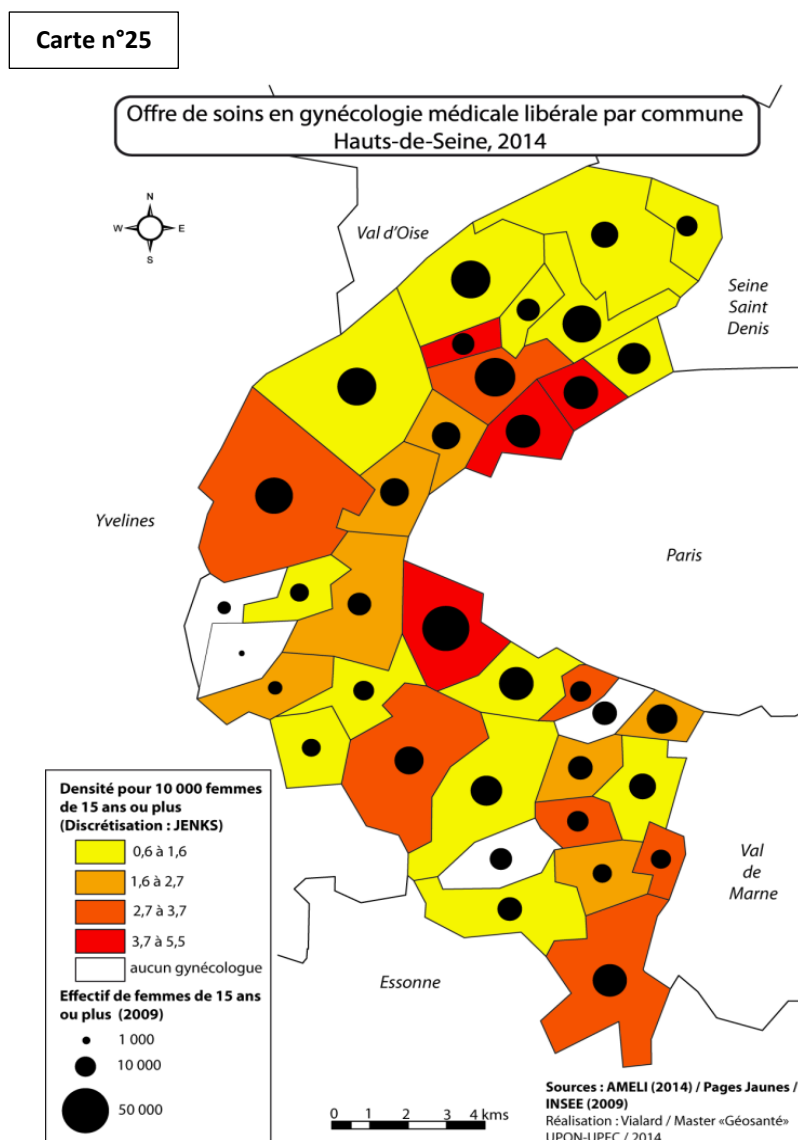 Carte n°25
Offre de soins en gynécologie médicale libérale par commune
Hauts-de-Seine, 2014
N
W
E
S
Val d'Oise
Seine
Saint
Denis
Yvelines
Paris
Densité pour 10 000 femmes
de 15 ans ou plus
(Discrétisation : JENKS)
0,6 à 1,6
1,6 à 2,7
2,7 à 3,7
3,7 à 5,5
aucun gynécologue
Effectif de femmes de 15 ans
ou plus (2009)
1 000
10 000
50 000
Val
de
Marne
Essonne
0 1 2 3 4 kms
Sources : AMELI (2014) / Pages Jaunes /
INSEE (2009)
Réalisation : Vialard / Master «Géosanté»
UPON-UPEC / 2014